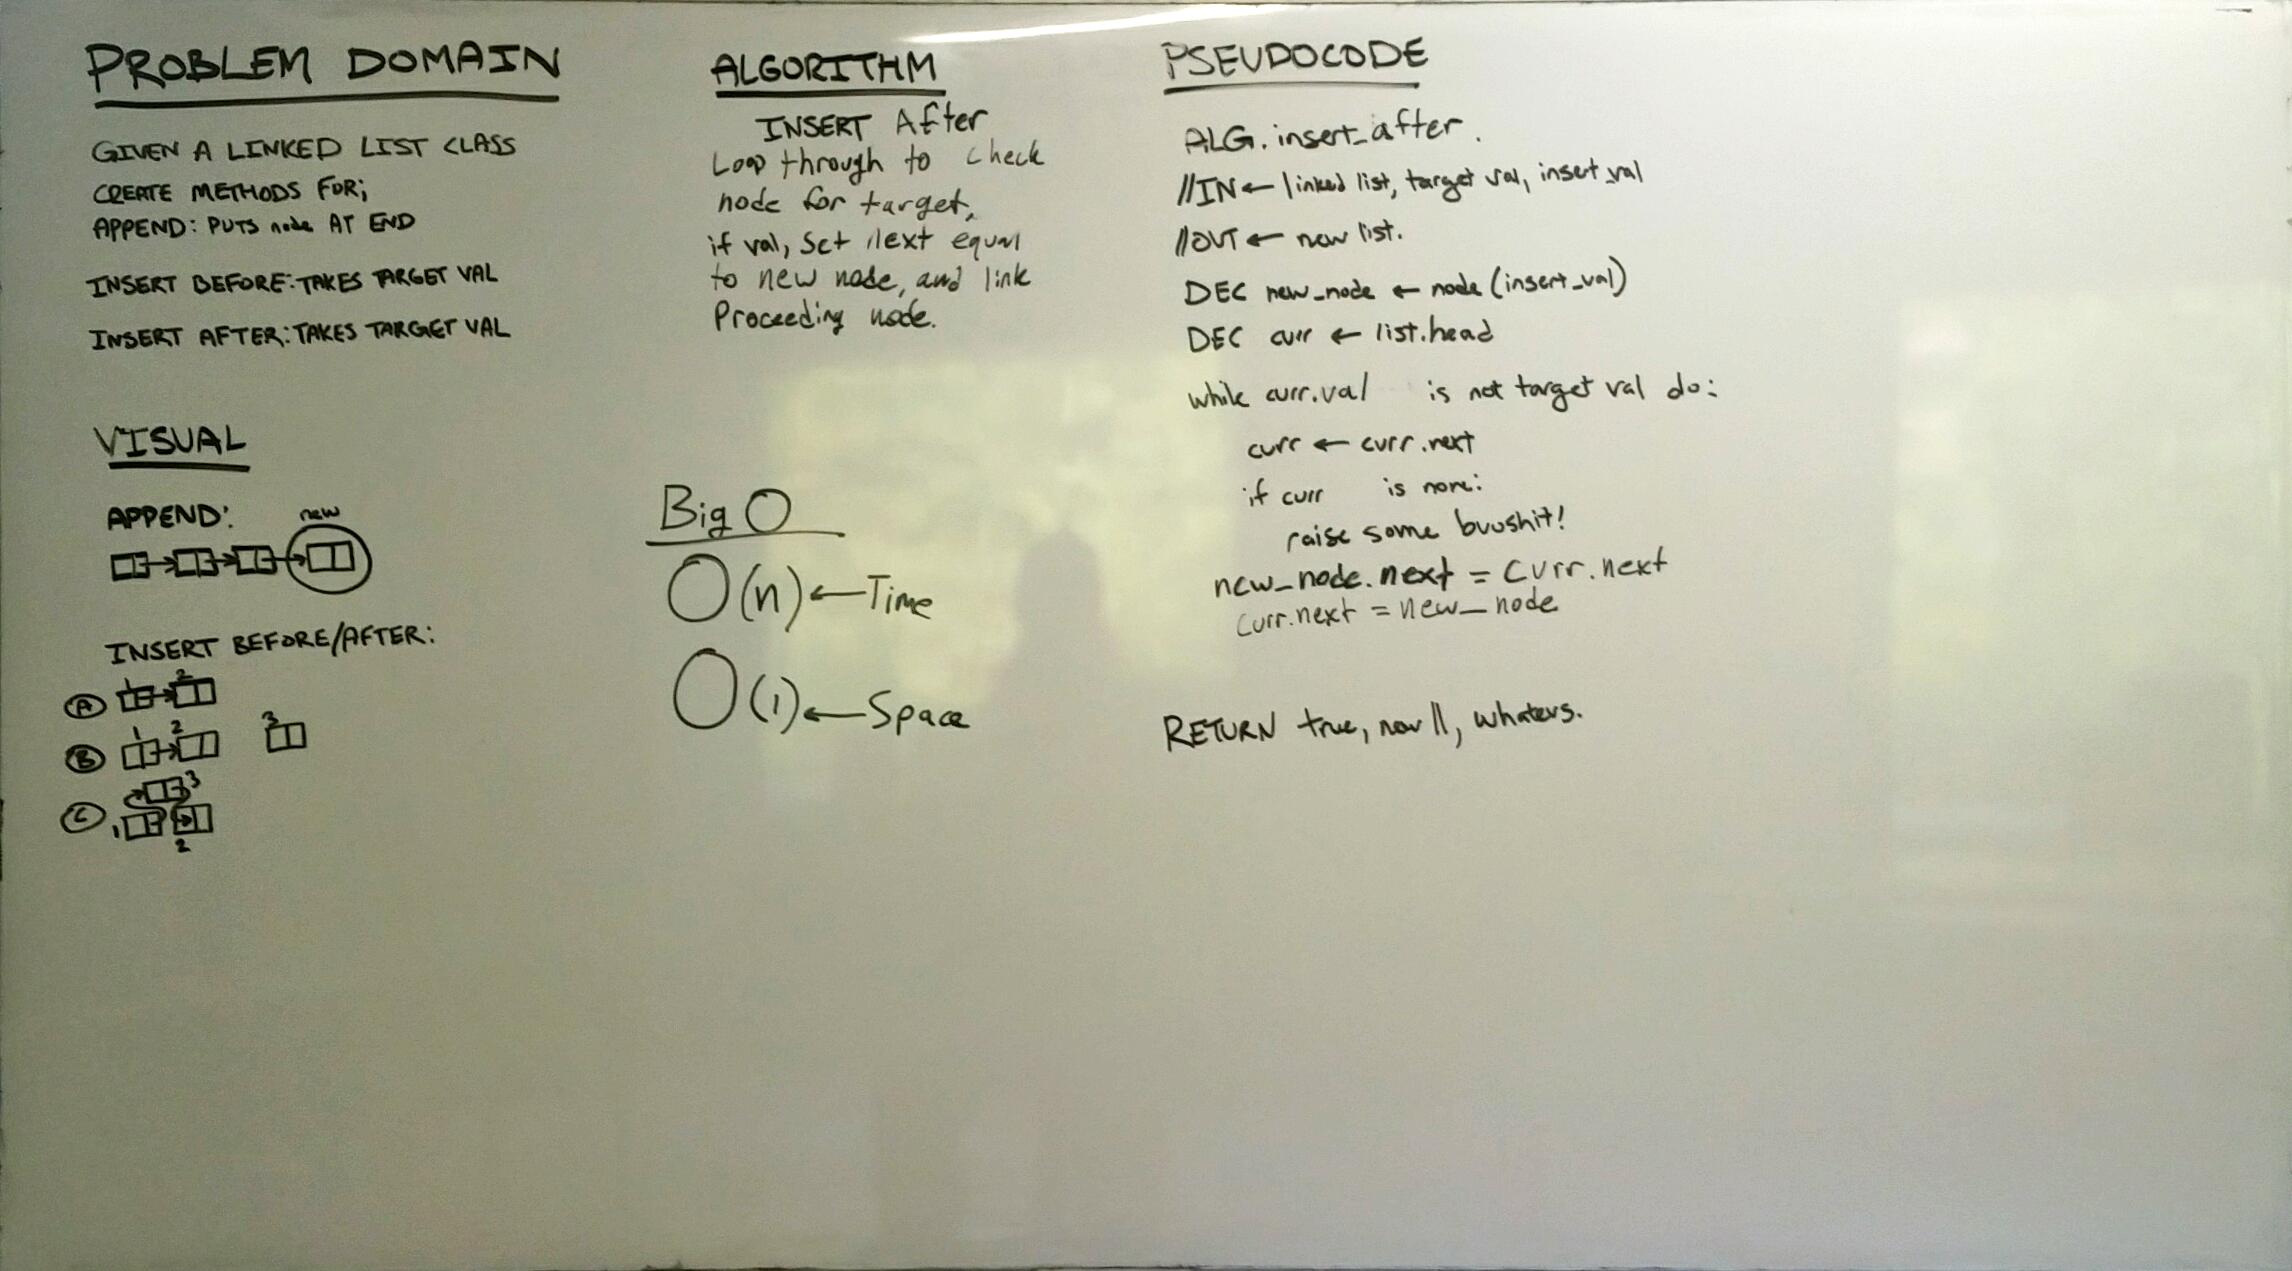 PROBLEM DOMAIN
GIVEN A LINKED LIST CLASS
CREATE METHODS FOR;
APPEND: PUTS node AT END
INSERT BEFORE: TAKES TARGET VAL
INSERT AFTER: TAKES TARGET VAL
VISUAL
APPEND:
new
INSERT BEFORE/AFTER:
A 1 2
B 1 2 3
C 3
1
2
ALGORITHM
INSERT After
Loop through to check
node for target,
if val, set next equal
to new node, and link
Proceeding node.
Big O
O(n) ← Time
O(1) ← Space
PSEUDOCODE
ALG. insert_after.
//IN ← linked list, target val, insert_val
//OUT ← new list.
DEC new_node ← node (insert_val)
DEC curr ← list.head
while curr.val is not target val do:
curr ← curr.next
if curr is none:
raise some buushit!
new_node.next = curr.next
curr.next = new_node
RETURN true, null, whatevs.